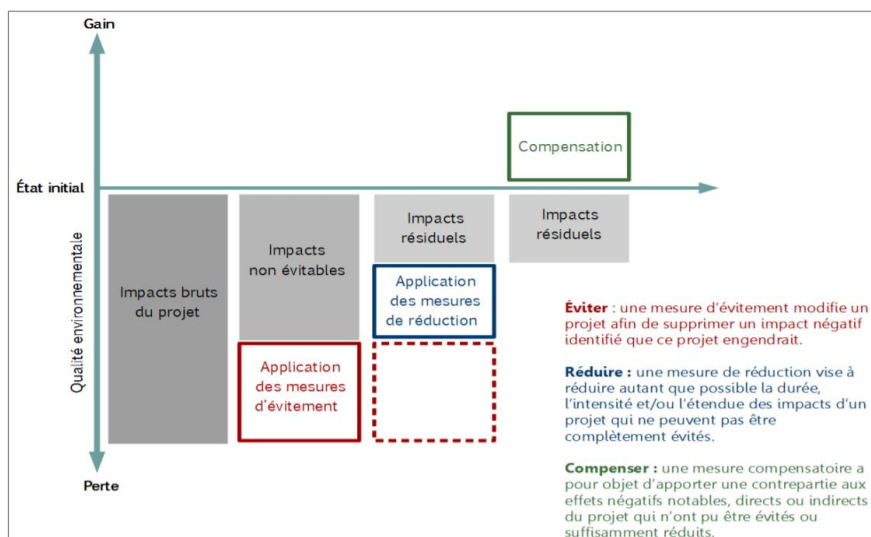 Gain
Compensation
État initial
Qualité environnementale
Impacts bruts
du projet
Impacts
non évitables
Application
des mesures
d'évitement
Impacts
résiduels
Application
des mesures
de réduction
Impacts
résiduels
Perte
Éviter : une mesure d'évitement modifie un
projet afin de supprimer un impact négatif
identifié que ce projet engendrait.
Réduire : une mesure de réduction vise à
réduire autant que possible la durée,
l'intensité et/ou l'étendue des impacts d'un
projet qui ne peuvent pas être
complètement évités.
Compenser : une mesure compensatoire a
pour objet d'apporter une contrepartie aux
effets négatifs notables, directs ou indirects
du projet qui n'ont pu être évités ou
suffisamment réduits.